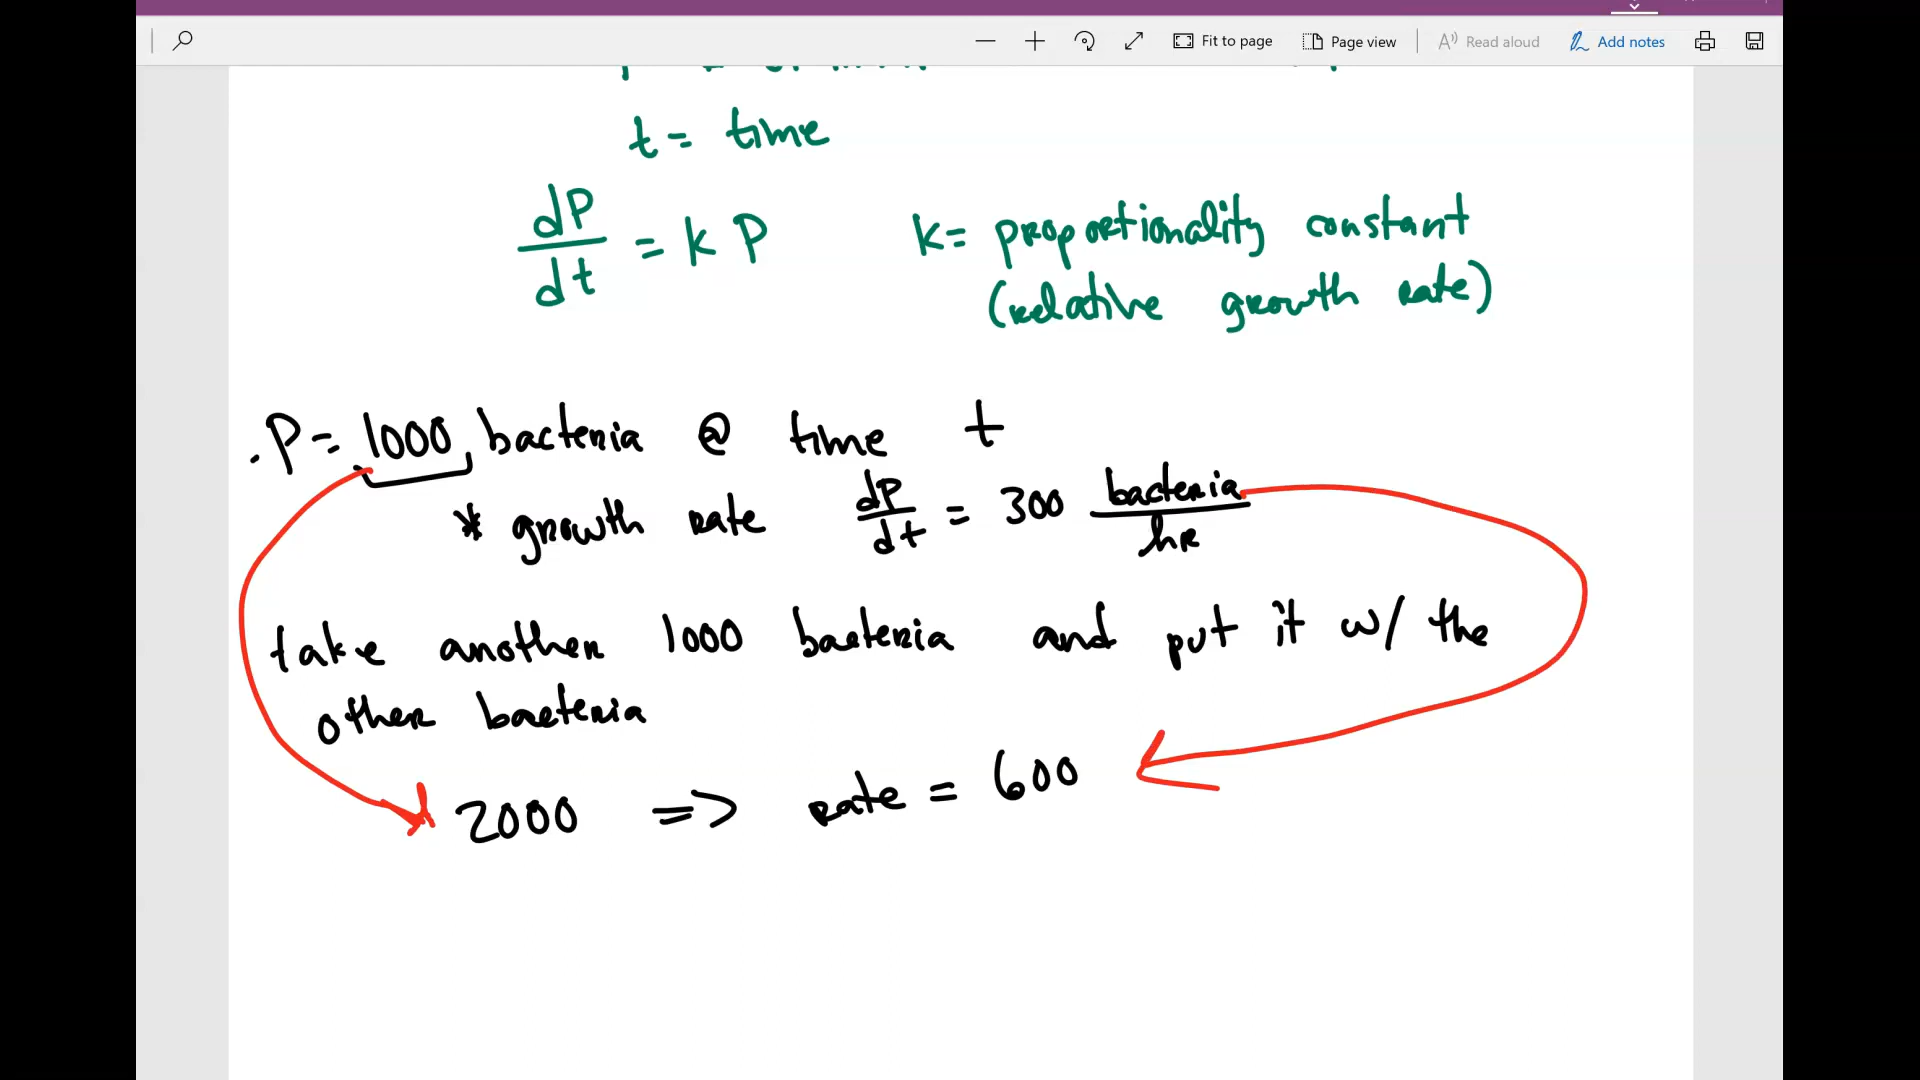 Fit to page Page view Read aloud Add notes
t = time
dP/dt = k P k = proportionality constant
(relative growth rate)
. P = 1000 bacteria @ time t
* growth rate dP/dt = 300 bacteria/hr
take another 1000 bacteria and put it w/ the
other bacteria
2000 => rate = 600